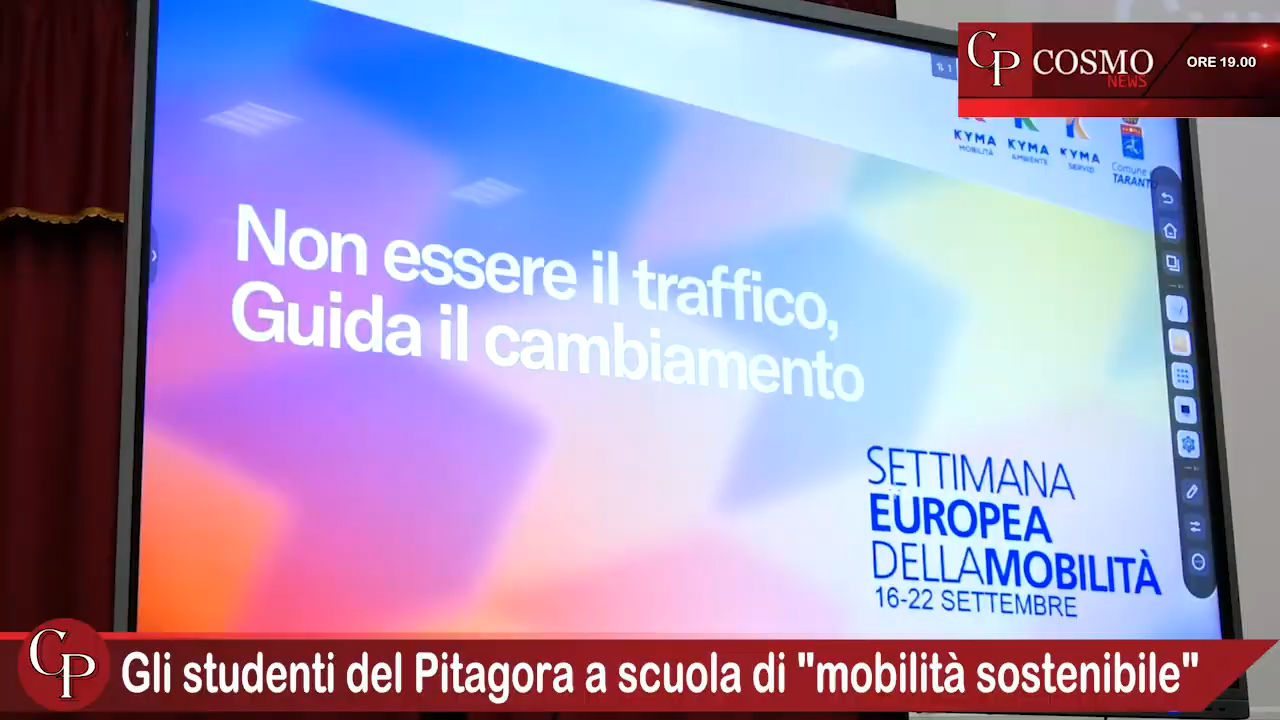 CP COSMO
NEWS
ORE 19.00
KYMA
MOBILITÀ
KYMA
AMBIENTE
KYMA
SERVIZI
Comune
TARANTO
Non essere il traffico,
Guida il cambiamento
SETTIMANA
EUROPEA
DELLAMOBILITÀ
16-22 SETTEMBRE
CP
Gli studenti del Pitagora a scuola di "mobilità sostenibile"